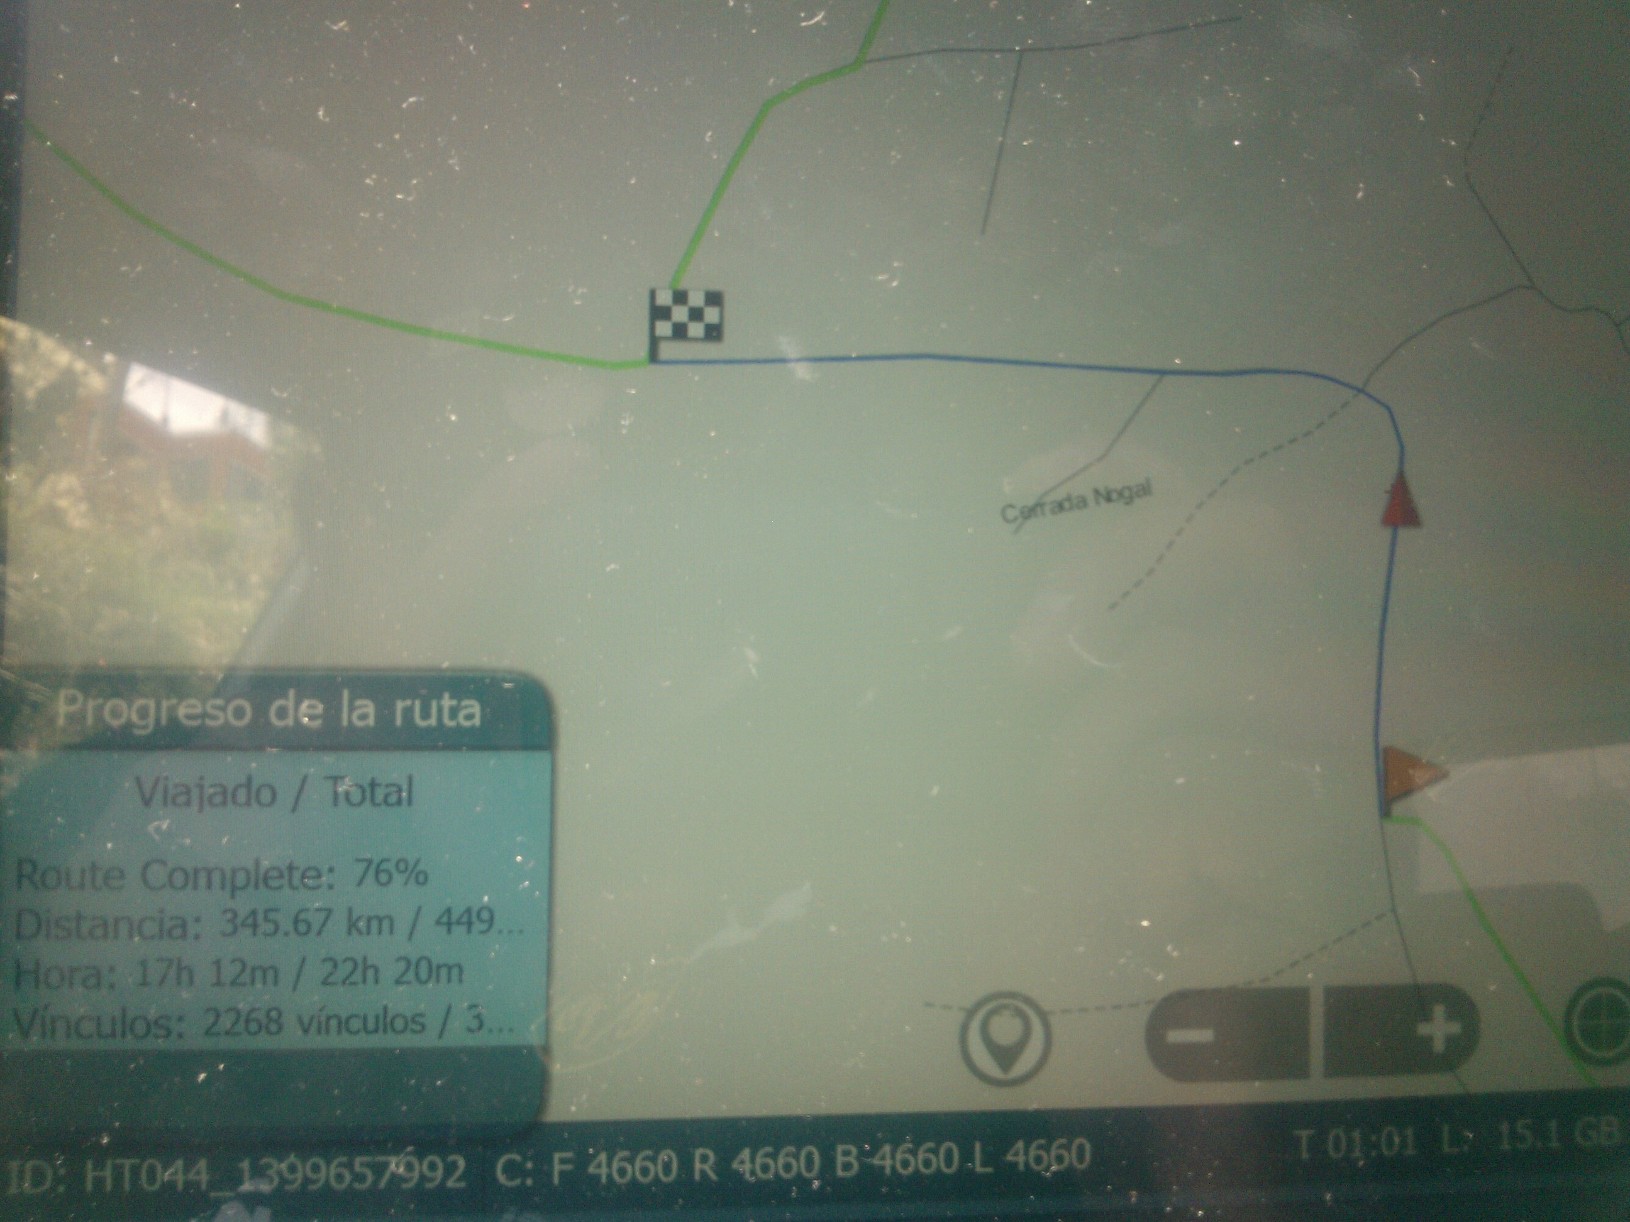 Cerrada Nogal
Progreso de la ruta
Viajado / Total
Route Complete: 76%
Distancia: 345.67 km / 449...
Hora: 17h 12m / 22h 20m
Vínculos: 2268 vínculos / 3...
ID: HT044_1399657992 C: F 4660 R 4660 B 4660 L 4660 T 01:01 L: 15.1 GB